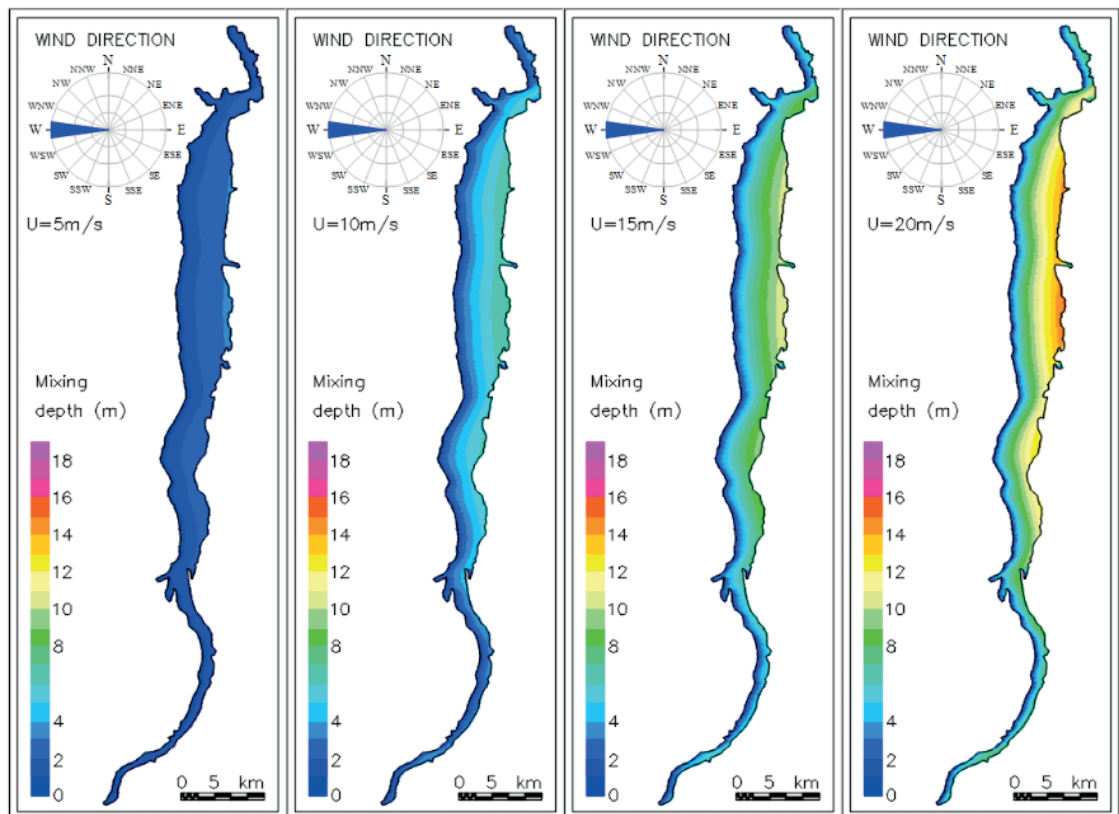 WIND DIRECTION
N
NNW
NNE
NW
NE
WNW
ENE
W
E
WSW
ESE
SW
SE
SSW
SSE
S
U=5m/s
Mixing
depth (m)
18
16
14
12
10
8
4
2
0
0 5 km
WIND DIRECTION
N
NNW
NNE
NW
NE
WNW
ENE
W
E
WSW
ESE
SW
SE
SSW
SSE
S
U=10m/s
Mixing
depth (m)
18
16
14
12
10
8
4
2
0
0 5 km
WIND DIRECTION
N
NNW
NNE
NW
NE
WNW
ENE
W
E
WSW
ESE
SW
SE
SSW
SSE
S
U=15m/s
Mixing
depth (m)
18
16
14
12
10
8
4
2
0
0 5 km
WIND DIRECTION
N
NNW
NNE
NW
NE
WNW
ENE
W
E
WSW
ESE
SW
SE
SSW
SSE
S
U=20m/s
Mixing
depth (m)
18
16
14
12
10
8
4
2
0
0 5 km